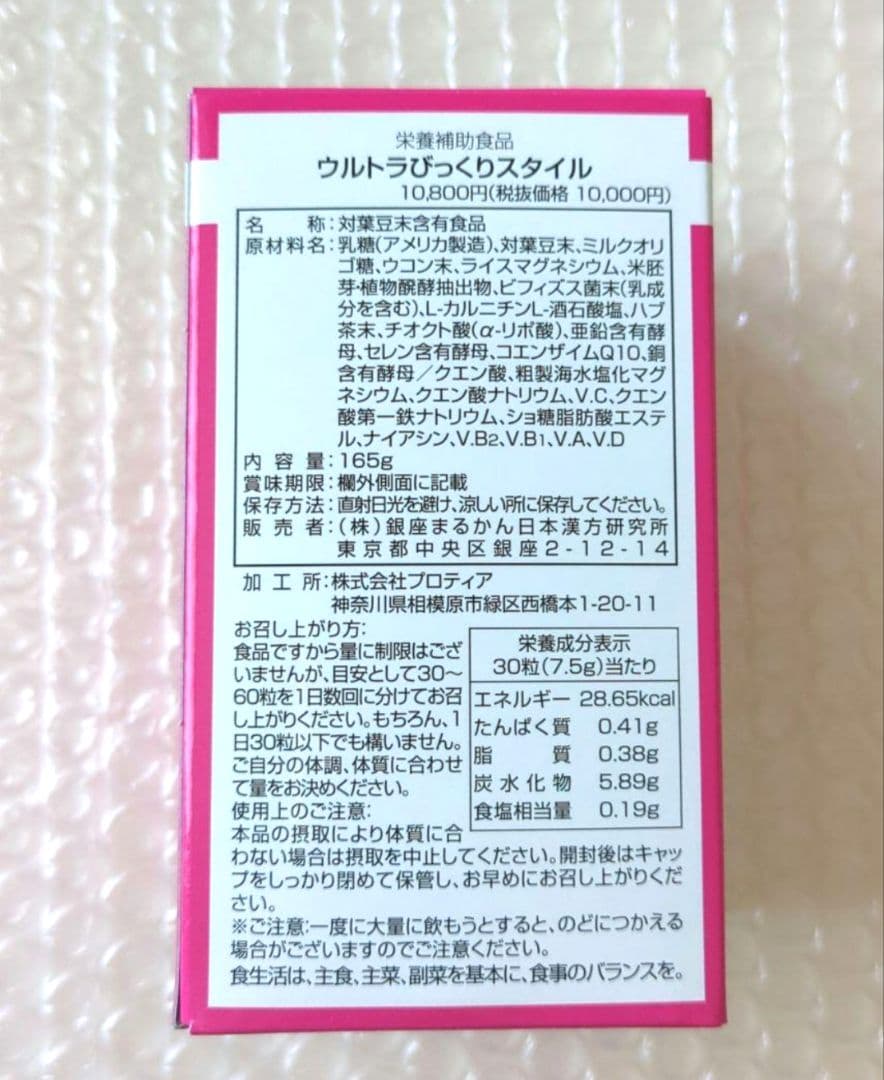 栄養補助食品
ウルトラびっくりスタイル
10,800円(税抜価格 10,000円)
名 称:対葉豆末含有食品
原材料名:乳糖(アメリカ製造)、対葉豆末、ミルクオリ
ゴ糖、ウコン末、ライスマグネシウム、米胚
芽・植物醗酵抽出物、ビフィズス菌末(乳成
分を含む)、L-カルニチンL-酒石酸塩、ハブ
茶末、チオクト酸(α-リポ酸)、亜鉛含有酵
母、セレン含有酵母、コエンザイムQ10、銅
含有酵母/クエン酸、粗製海水塩化マグ
ネシウム、クエン酸ナトリウム、V.C、クエン
酸第一鉄ナトリウム、ショ糖脂肪酸エステ
ル、ナイアシン、V.B2、V.B1、V.A、V.D
内容量:165g
賞味期限:欄外側面に記載
保存方法:直射日光を避け、涼しい所に保存してください。
販売者:(株)銀座まるかん日本漢方研究所
東京都中央区銀座2-12-14
加工所:株式会社プロティア
神奈川県相模原市緑区西橋本1-20-11
お召し上がり方:
食品ですから量に制限はござ
いませんが、目安として30〜
60粒を1日数回に分けてお召
し上がりください。もちろん、1
日30粒以下でも構いません。
ご自分の体調、体質に合わせ
て量をお決めください。
栄養成分表示
30粒(7.5g)当たり
エネルギー 28.65kcal
たんぱく質 0.41g
脂質 0.38g
炭水化物 5.89g
食塩相当量 0.19g
使用上のご注意:
本品の摂取により体質に合
わない場合は摂取を中止してください。開封後はキャッ
プをしっかり閉めて保管し、お早めにお召し上がりくだ
さい。
※ご注意:一度に大量に飲もうとすると、のどにつかえる
場合がございますのでご注意ください。
食生活は、主食、主菜、副菜を基本に、食事のバランスを。